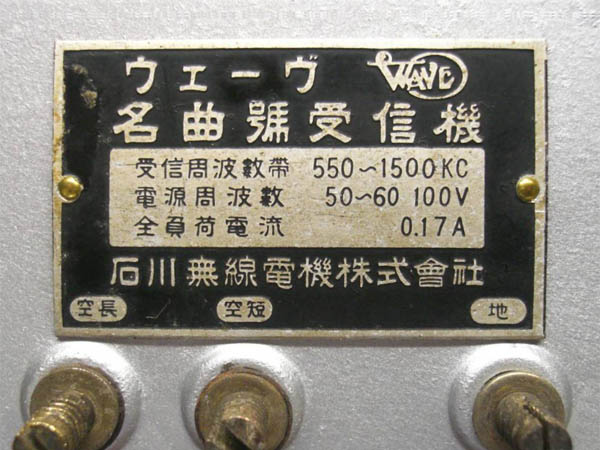 ウェーヴ WAVE
名曲號受信機
受信周波數帶 550~1500KC
電源周波數 50~60 100V
全負荷電流 0.17A
石川無線電機株式會社
空長 空短 地